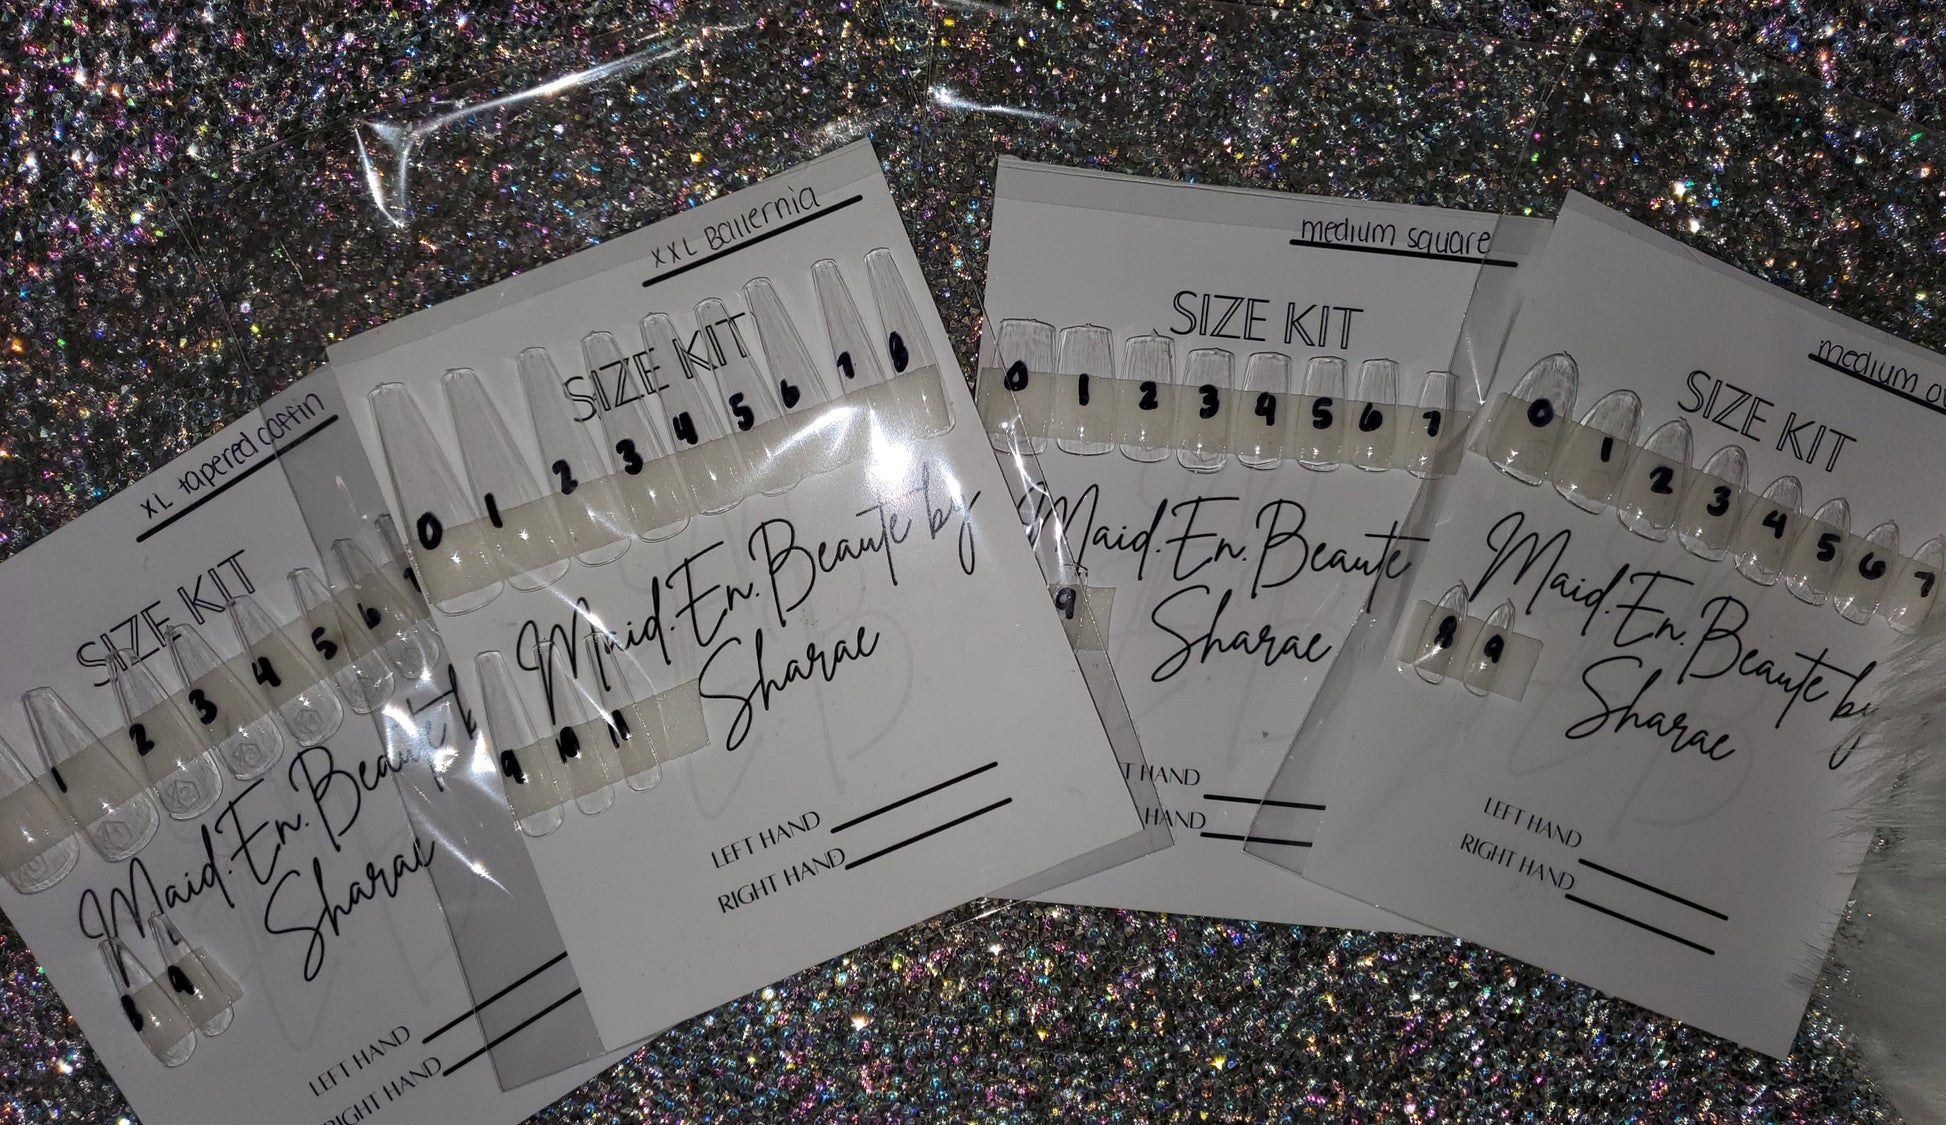 XL tapered coffin
SIZE KIT
1 2 3 4 5 6
Maid.En.Beaute
Sharae
9
LEFT HAND
RIGHT HAND
XXL Ballernia
SIZE KIT
0 1 2 3 4 5 6 7 8
Maid.En.Beaute by
Sharae
9 10 11
LEFT HAND
RIGHT HAND
medium square
SIZE KIT
0 1 2 3 4 5 6 7
Maid.En.Beaute
Sharae
9
HAND
HAND
medium
SIZE KIT
0 1 2 3 4 5 6 7
Maid.En.Beaute by
Sharae
8 9
LEFT HAND
RIGHT HAND